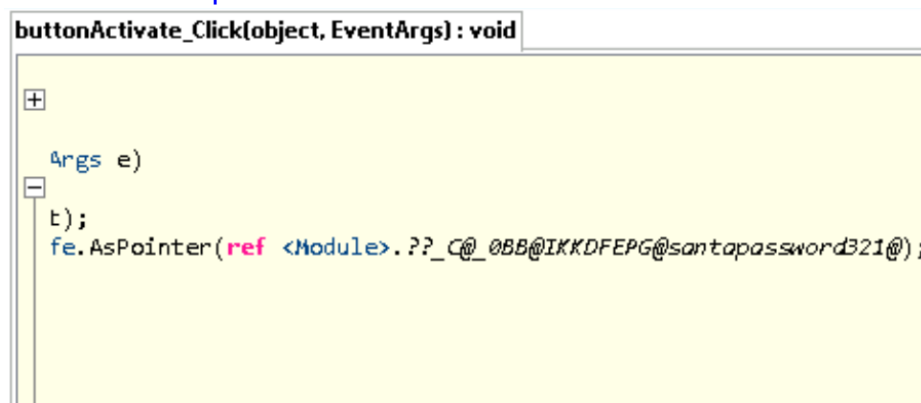 buttonActivate_Click(object, EventArgs) : void
Args e)
t);
fe.AsPointer(ref <Module>.??_C@_0BB@IKKDFEPG@santapassword321@);